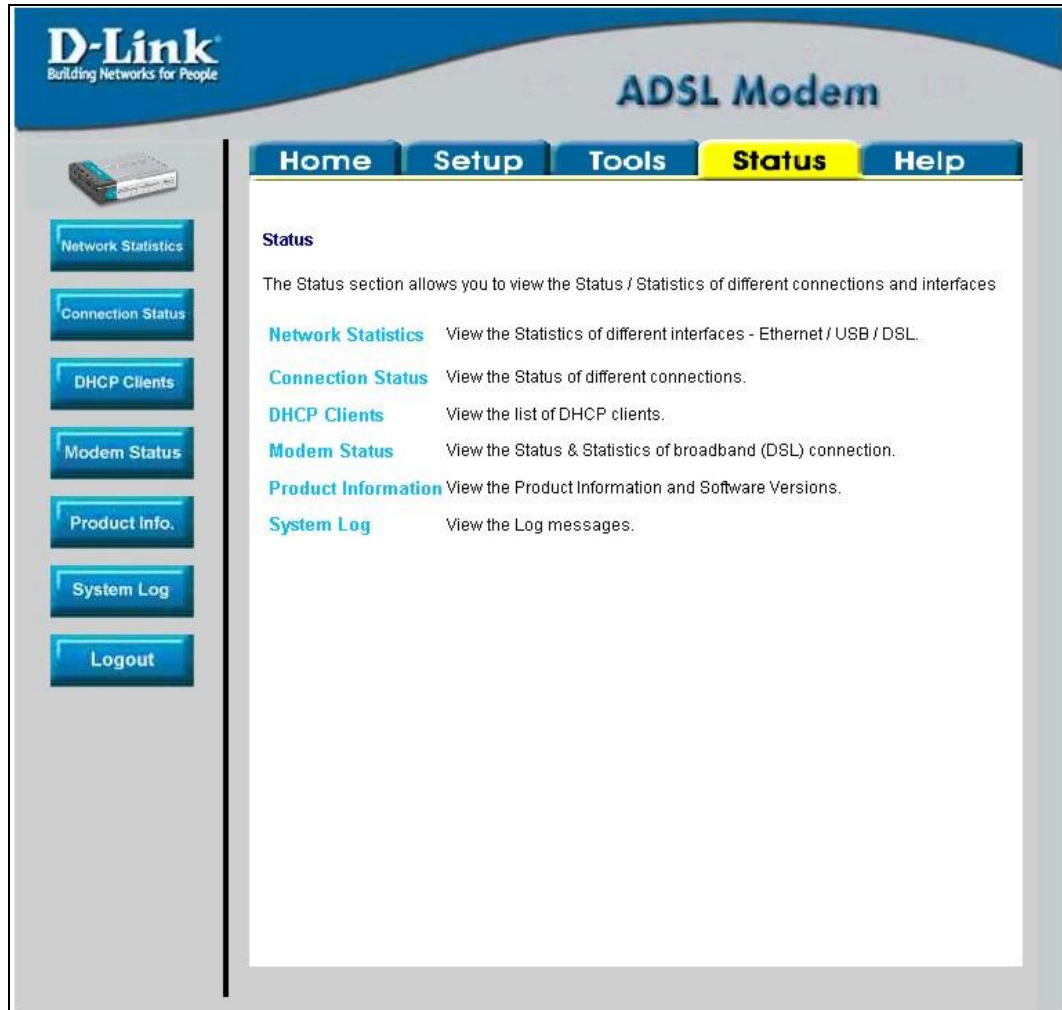 D-Link
Building Networks for People
ADSL Modem
Home Setup Tools Status Help
Network Statistics
Connection Status
DHCP Clients
Modem Status
Product Info.
System Log
Logout
Status
The Status section allows you to view the Status / Statistics of different connections and interfaces
Network Statistics View the Statistics of different interfaces - Ethernet / USB / DSL.
Connection Status View the Status of different connections.
DHCP Clients View the list of DHCP clients.
Modem Status View the Status & Statistics of broadband (DSL) connection.
Product Information View the Product Information and Software Versions.
System Log View the Log messages.